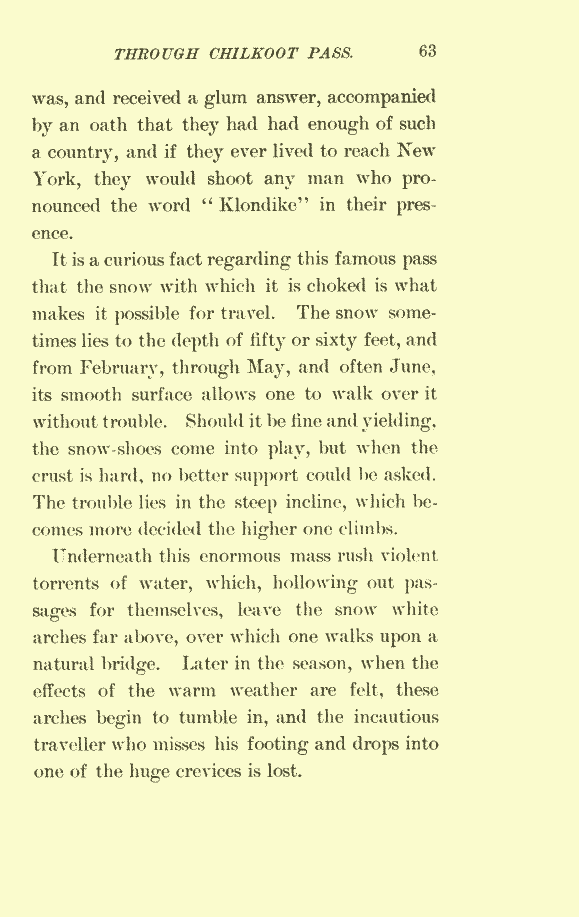 THROUGH CHILKOOT PASS. 63
was, and received a glum answer, accompanied
by an oath that they had had enough of such
a country, and if they ever lived to reach New
York, they would shoot any man who pro-
nounced the word “Klondike” in their pres-
ence.
It is a curious fact regarding this famous pass
that the snow with which it is choked is what
makes it possible for travel. The snow some-
times lies to the depth of fifty or sixty feet, and
from February, through May, and often June,
its smooth surface allows one to walk over it
without trouble. Should it be fine and yielding,
the snow-shoes come into play, but when the
crust is hard, no better support could be asked.
The trouble lies in the steep incline, which be-
comes more decided the higher one climbs.
Underneath this enormous mass rush violent
torrents of water, which, hollowing out pas-
sages for themselves, leave the snow white
arches far above, over which one walks upon a
natural bridge. Later in the season, when the
effects of the warm weather are felt, these
arches begin to tumble in, and the incautious
traveller who misses his footing and drops into
one of the huge crevices is lost.